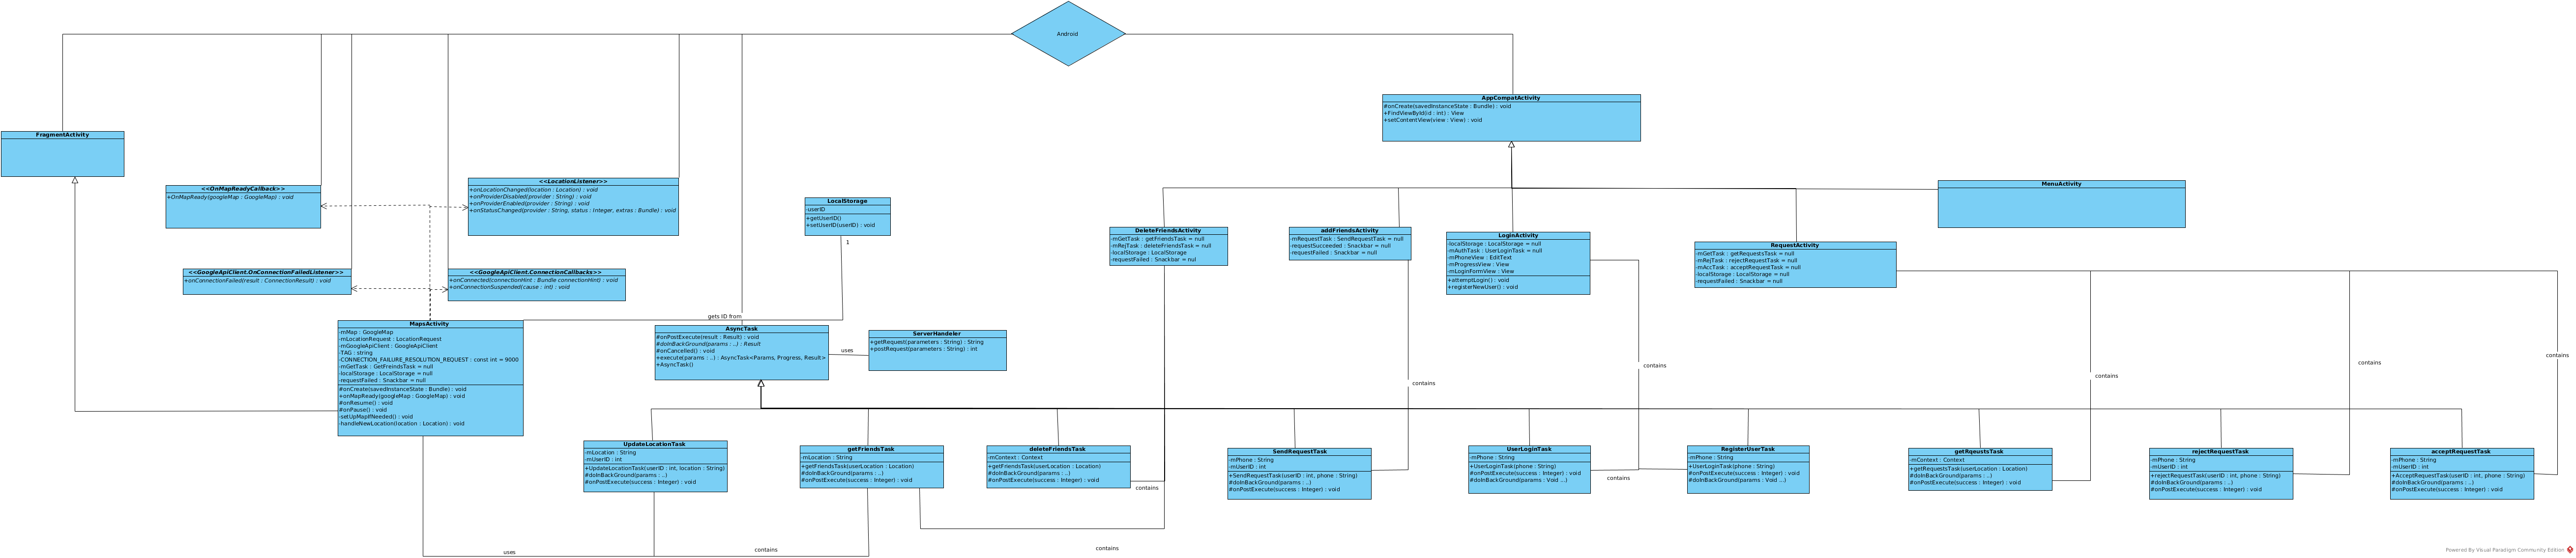 Android
AppCompatActivity
#onCreate(savedInstanceState : Bundle) : void
+FindViewById(id : int) : View
+setContentView(view : View) : void
FragmentActivity
<<OnMapReadyCallback>>
+OnMapReady(googleMap : GoogleMap) : void
<<LocationListener>>
+onLocationChanged(location : Location) : void
+onProviderDisabled(provider : String) : void
+onProviderEnabled(provider : String) : void
+onStatusChanged(provider : String, status : Integer, extras : Bundle) : void
MenuActivity
LocalStorage
-userID
+getUserID()
+setUserID(userID) : void
1
DeleteFriendsActivity
-mGetTask : getFriendsTask = null
-mRejTask : deleteFriendsTask = null
-localStorage : LocalStorage
-requestFailed : Snackbar = nul
addFriendsActivity
-mRequestTask : SendRequestTask = null
-requestSucceeded : Snackbar = null
-requestFailed : Snackbar = null
LoginActivity
-localStorage : LocalStorage = null
-mAuthTask : UserLoginTask = null
-mPhoneView : EditText
-mProgressView : View
-mLoginFormView : View
+attemptLogin() : void
+registerNewUser() : void
RequestActivity
-mGetTask : getRequestsTask = null
-mRejTask : rejectRequestTask = null
-mAccTask : acceptRequestTask = null
-localStorage : LocalStorage = null
-requestFailed : Snackbar = null
<<GoogleApiClient.OnConnectionFailedListener>>
+onConnectionFailed(result : ConnectionResult) : void
<<GoogleApiClient.ConnectionCallbacks>>
+onConnected(connectionHint : Bundle connectionHint) : void
+onConnectionSuspended(cause : int) : void
gets ID from
MapsActivity
-mMap : GoogleMap
-mLocationRequest : LocationRequest
-mGoogleApiClient : GoogleApiClient
-TAG : string
-CONNECTION_FAILURE_RESOLUTION_REQUEST : const int = 9000
-mGetTask : GetFreindsTask = null
-localStorage : LocalStorage = null
-requestFailed : Snackbar = null
#onCreate(savedInstanceState : Bundle) : void
+onMapReady(googleMap : GoogleMap) : void
#onResume() : void
#onPause() : void
-setUpMapIfNeeded() : void
-handleNewLocation(location : Location) : void
AsyncTask
#onPostExecute(result : Result) : void
#doInBackGround(params : ..) : Result
#onCancelled() : void
+execute(params : ..) : AsyncTask<Params, Progress, Result>
+AsyncTask()
uses
ServerHandeler
+getRequest(parameters : String) : String
+postRequest(parameters : String) : int
contains
contains
contains
contains
contains
UpdateLocationTask
-mLocation : String
-mUserID : int
+UpdateLocationTask(userID : int, location : String)
#doInBackGround(params : ..)
#onPostExecute(success : Integer) : void
getFriendsTask
-mLocation : String
+getFriendsTask(userLocation : Location)
#doInBackGround(params : ..)
#onPostExecute(success : Integer) : void
deleteFriendsTask
-mContext : Context
+getFriendsTask(userLocation : Location)
#doInBackGround(params : ..)
#onPostExecute(success : Integer) : void
contains
SendRequestTask
-mPhone : String
-mUserID : int
+SendRequestTask(userID : int, phone : String)
#doInBackGround(params : ..)
#onPostExecute(success : Integer) : void
UserLoginTask
-mPhone : String
+UserLoginTask(phone : String)
#onPostExecute(success : Integer) : void
#doInBackGround(params : Void ...)
contains
RegisterUserTask
-mPhone : String
+UserLoginTask(phone : String)
#onPostExecute(success : Integer) : void
#doInBackGround(params : Void ...)
getRqeustsTask
-mContext : Context
+getRequestsTask(userLocation : Location)
#doInBackGround(params : ..)
#onPostExecute(success : Integer) : void
rejectRequestTask
-mPhone : String
-mUserID : int
+rejectRequestTask(userID : int, phone : String)
#doInBackGround(params : ..)
#onPostExecute(success : Integer) : void
acceptRequestTask
-mPhone : String
-mUserID : int
+AcceptRequestTask(userID : int, phone : String)
#doInBackGround(params : ..)
#onPostExecute(success : Integer) : void
uses
contains
contains
Powered By Visual Paradigm Community Edition